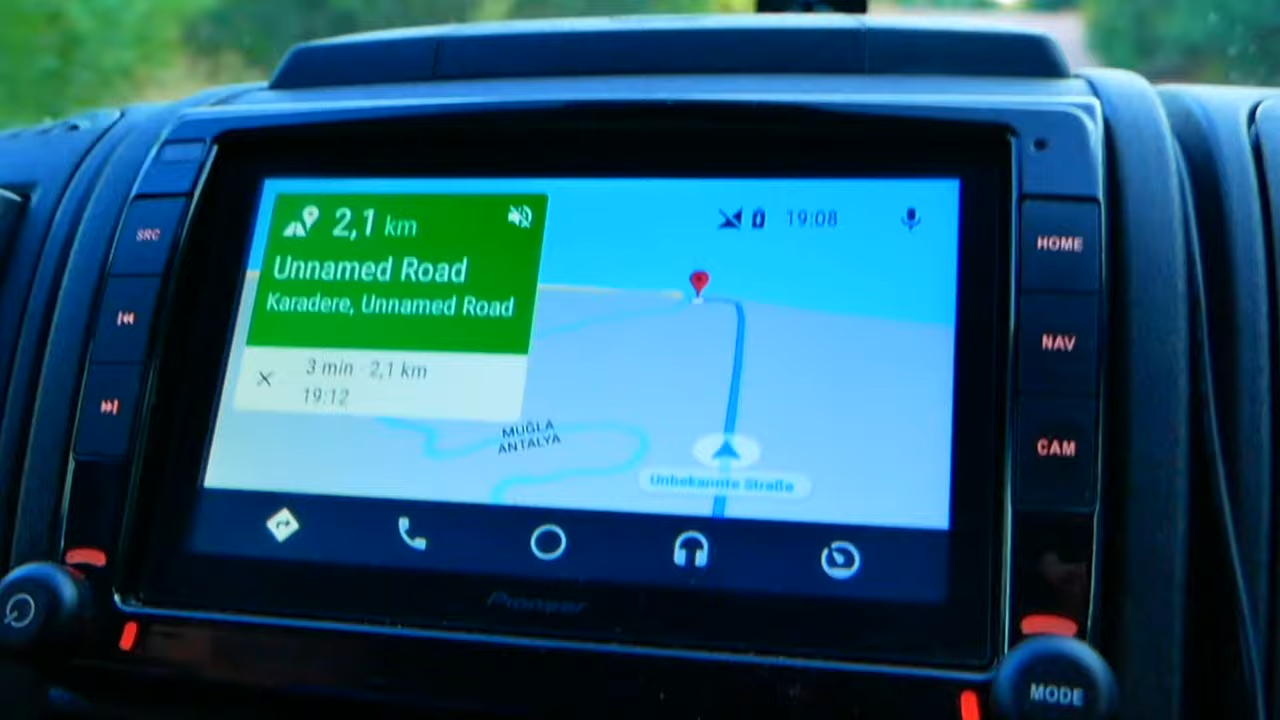 2,1 km
19:08
Unnamed Road
Karadere, Unnamed Road
3 min · 2,1 km
19:12
MUĞLA
ANTALYA
Unbekannte Straße
SRC
HOME
NAV
CAM
Pioneer
MODE